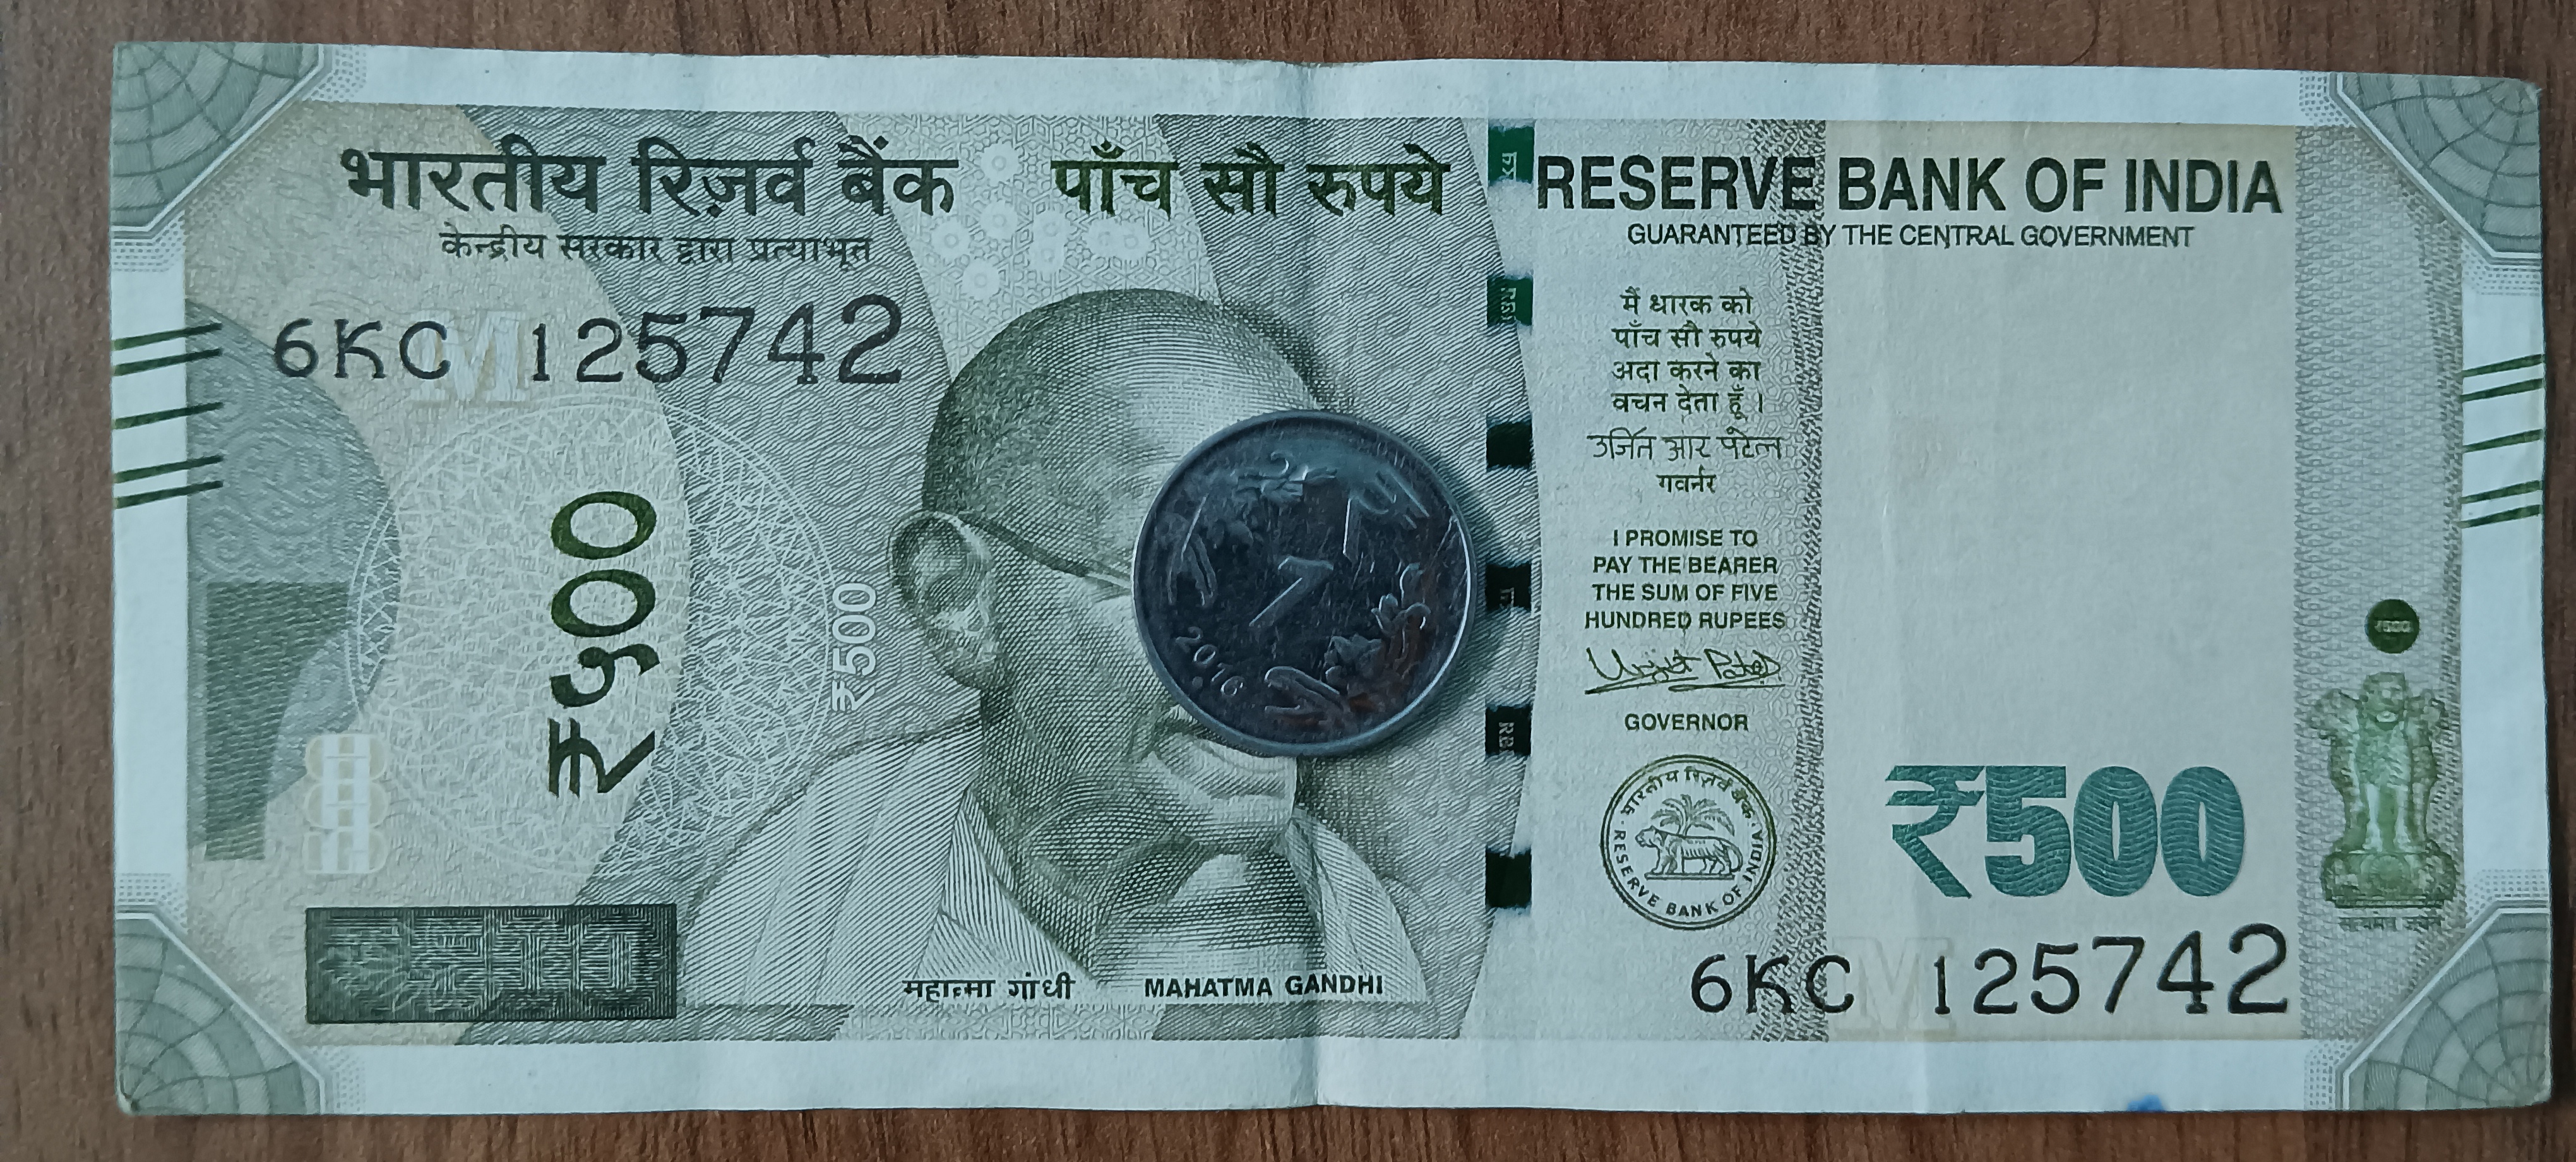 भारतीय रिज़र्व बैंक
केन्द्रीय सरकार द्वारा प्रत्याभूत
पाँच सौ रुपये
RESERVE BANK OF INDIA
GUARANTEED BY THE CENTRAL GOVERNMENT
6KC 125742
₹५००
₹500
मैं धारक को
पाँच सौ रुपये
अदा करने का
वचन देता हूँ ।
उर्जित आर पटेल
गवर्नर
I PROMISE TO
PAY THE BEARER
THE SUM OF FIVE
HUNDRED RUPEES
Urjit Patel
GOVERNOR
भारतीय रिज़र्व बैंक
RESERVE BANK OF INDIA
1
2016
₹500
सत्यमेव जयते
महात्मा गांधी
MAHATMA GANDHI
6KC 125742